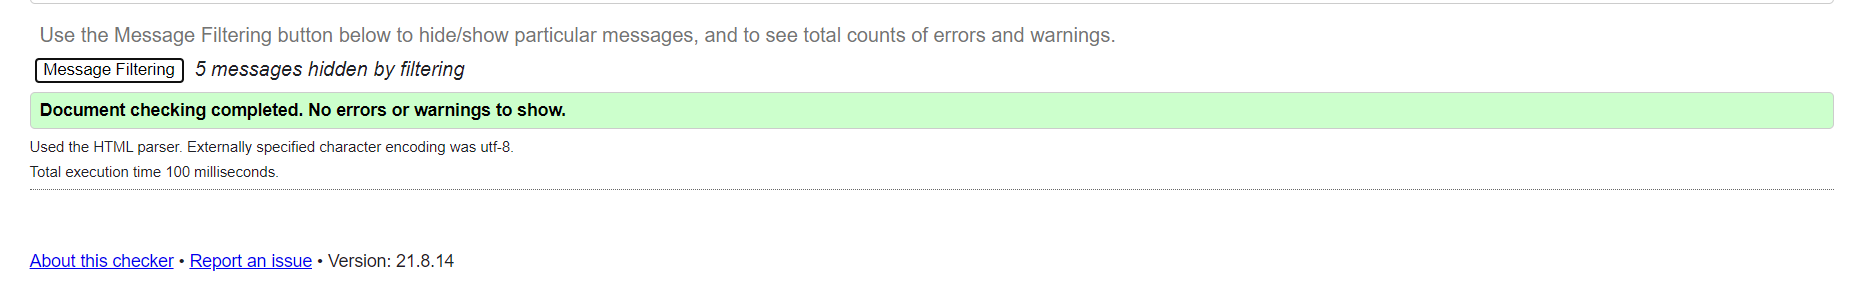 Use the Message Filtering button below to hide/show particular messages, and to see total counts of errors and warnings.
Message Filtering 5 messages hidden by filtering
Document checking completed. No errors or warnings to show.
Used the HTML parser. Externally specified character encoding was utf-8.
Total execution time 100 milliseconds.
About this checker • Report an issue • Version: 21.8.14